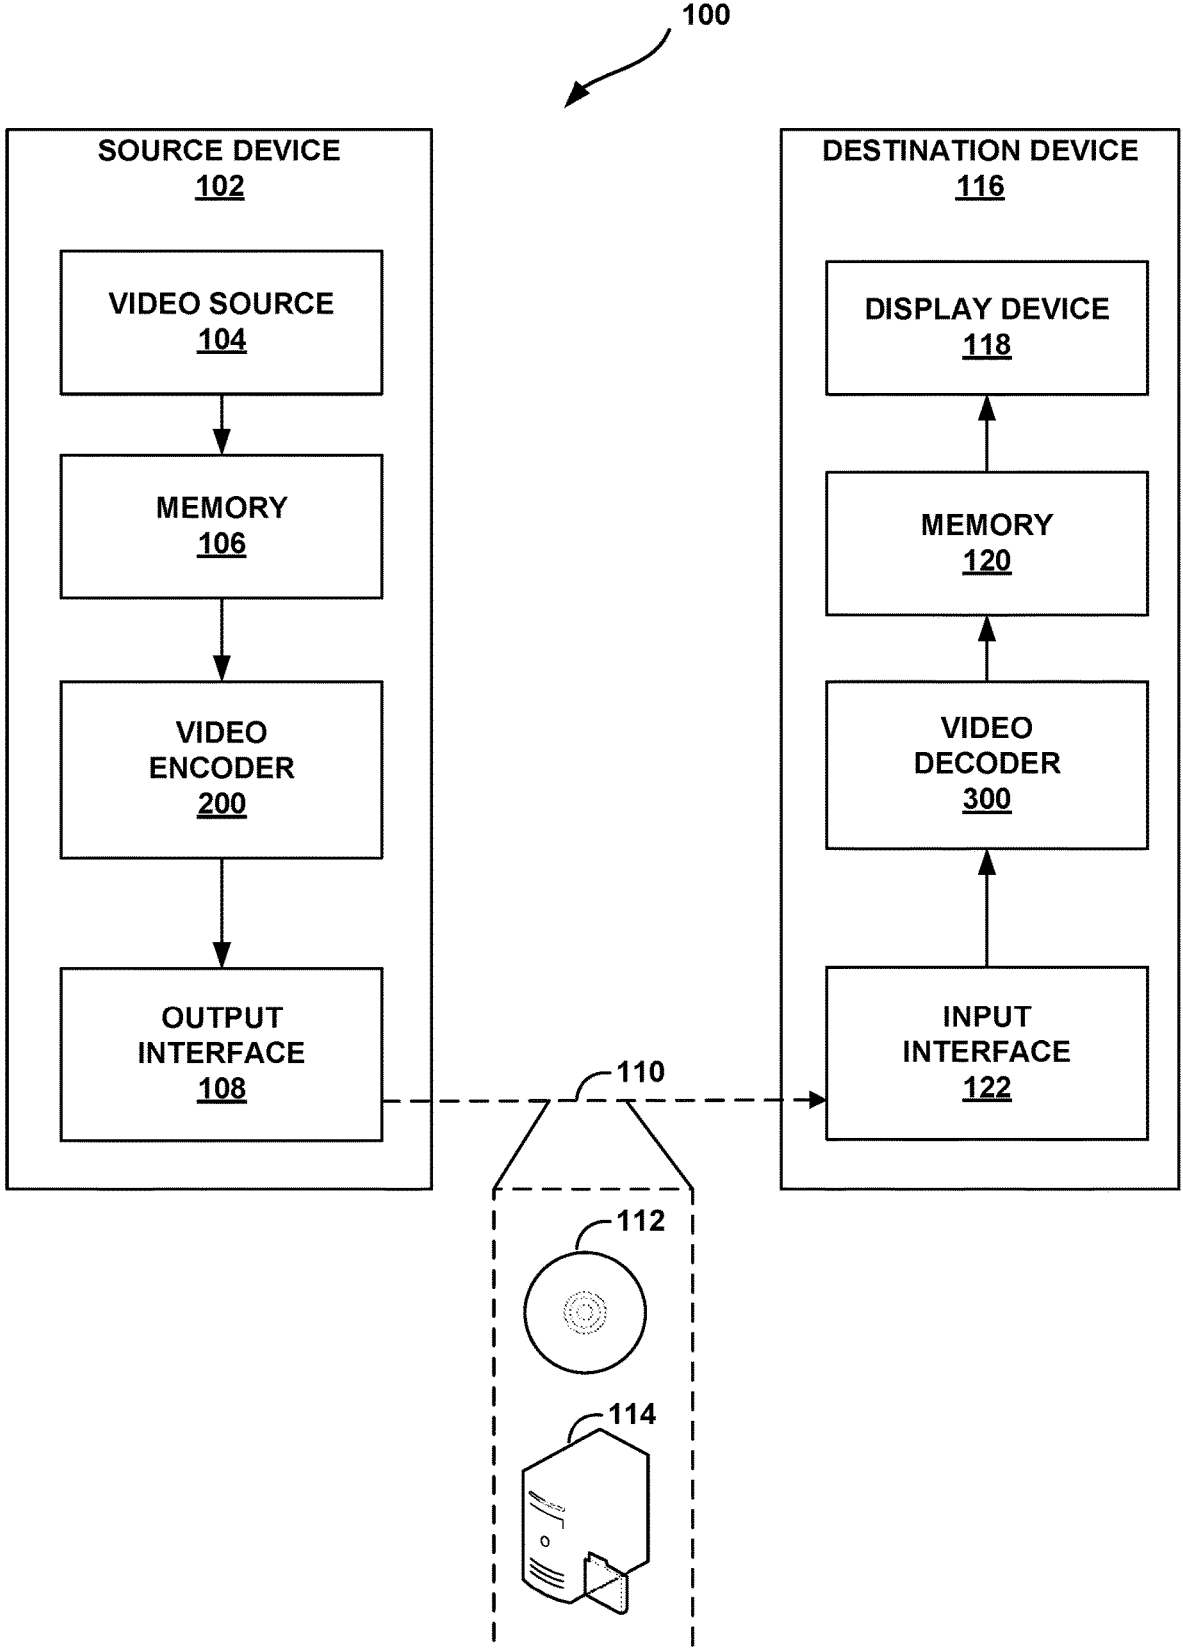 100
SOURCE DEVICE
102
VIDEO SOURCE
104
MEMORY
106
VIDEO
ENCODER
200
OUTPUT
INTERFACE
108
DESTINATION DEVICE
116
DISPLAY DEVICE
118
MEMORY
120
VIDEO
DECODER
300
INPUT
INTERFACE
122
110
112
114